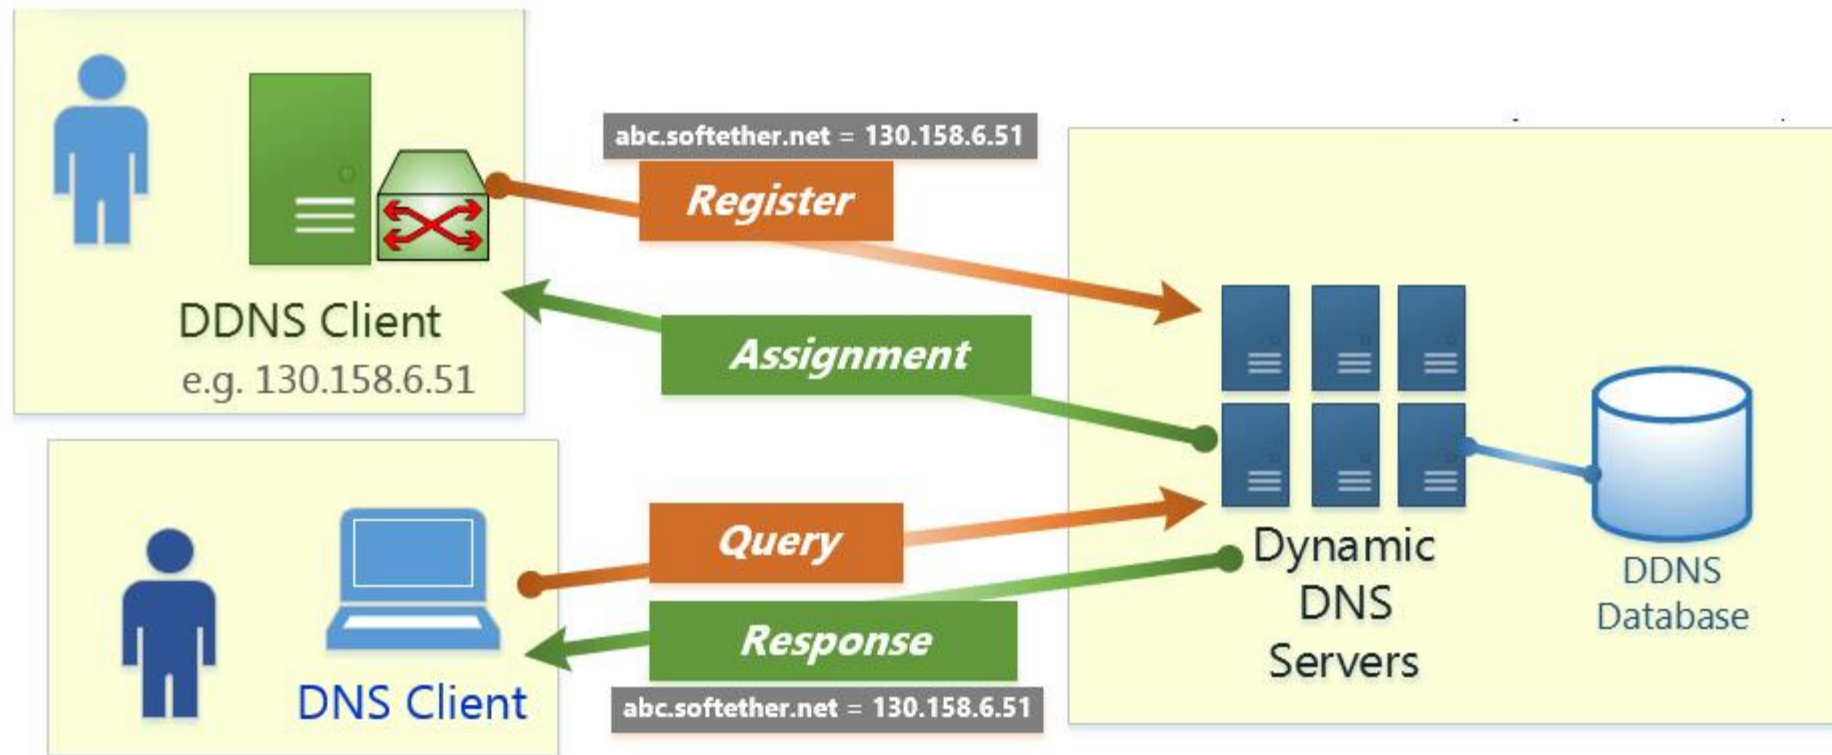 abc.softether.net = 130.158.6.51
Register
DDNS Client
e.g. 130.158.6.51
Assignment
Query
Response
abc.softether.net = 130.158.6.51
DNS Client
Dynamic
DNS
Servers
DDNS
Database